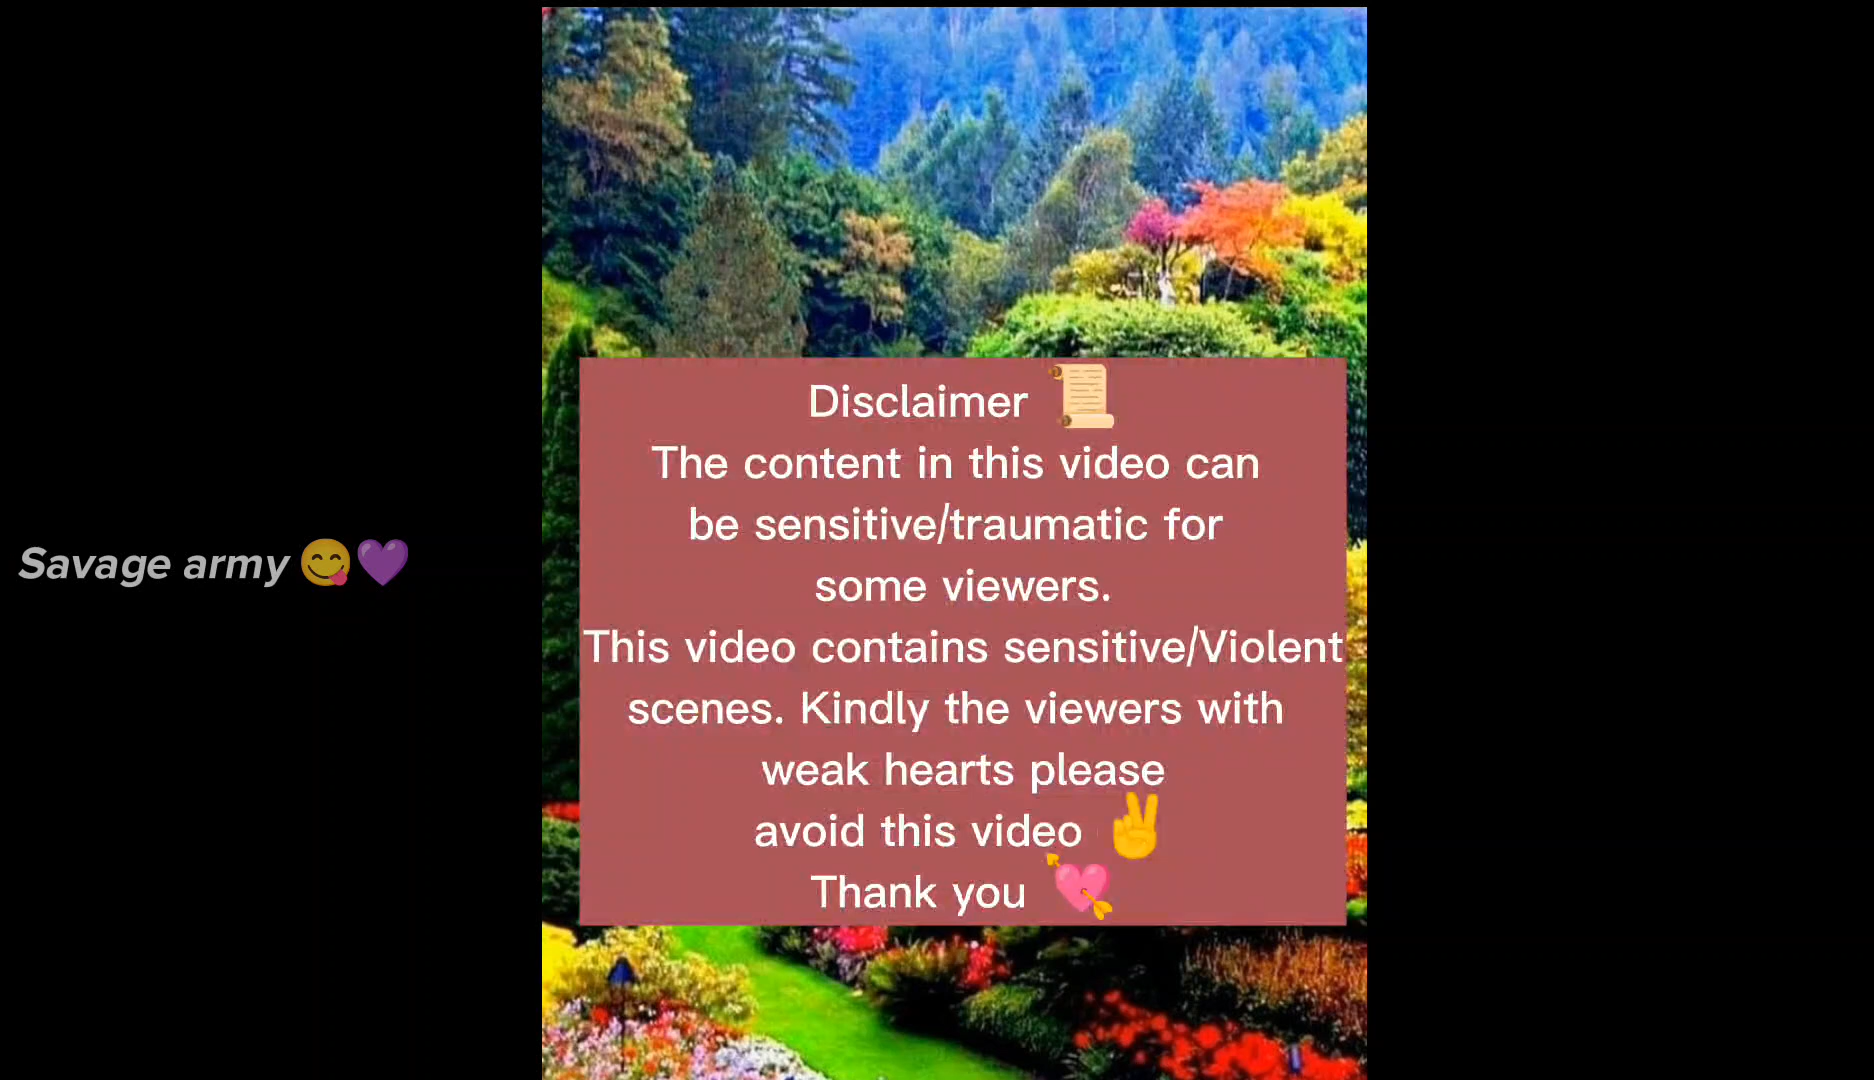 Savage army 😋💜
Disclaimer 📜
The content in this video can
be sensitive/traumatic for
some viewers.
This video contains sensitive/Violent
scenes. Kindly the viewers with
weak hearts please
avoid this video ✌️
Thank you 💘